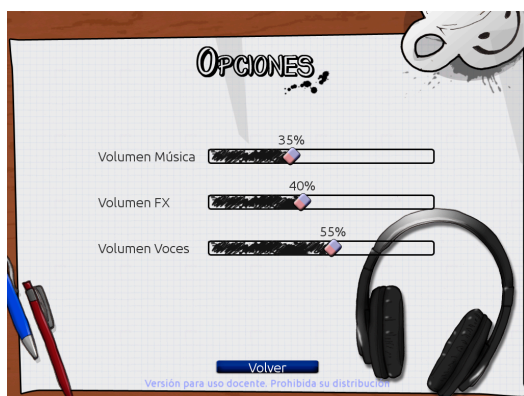 OPCIONES
35%
Volumen Música
40%
Volumen FX
55%
Volumen Voces
Volver
Versión para uso docente. Prohibida su distribución